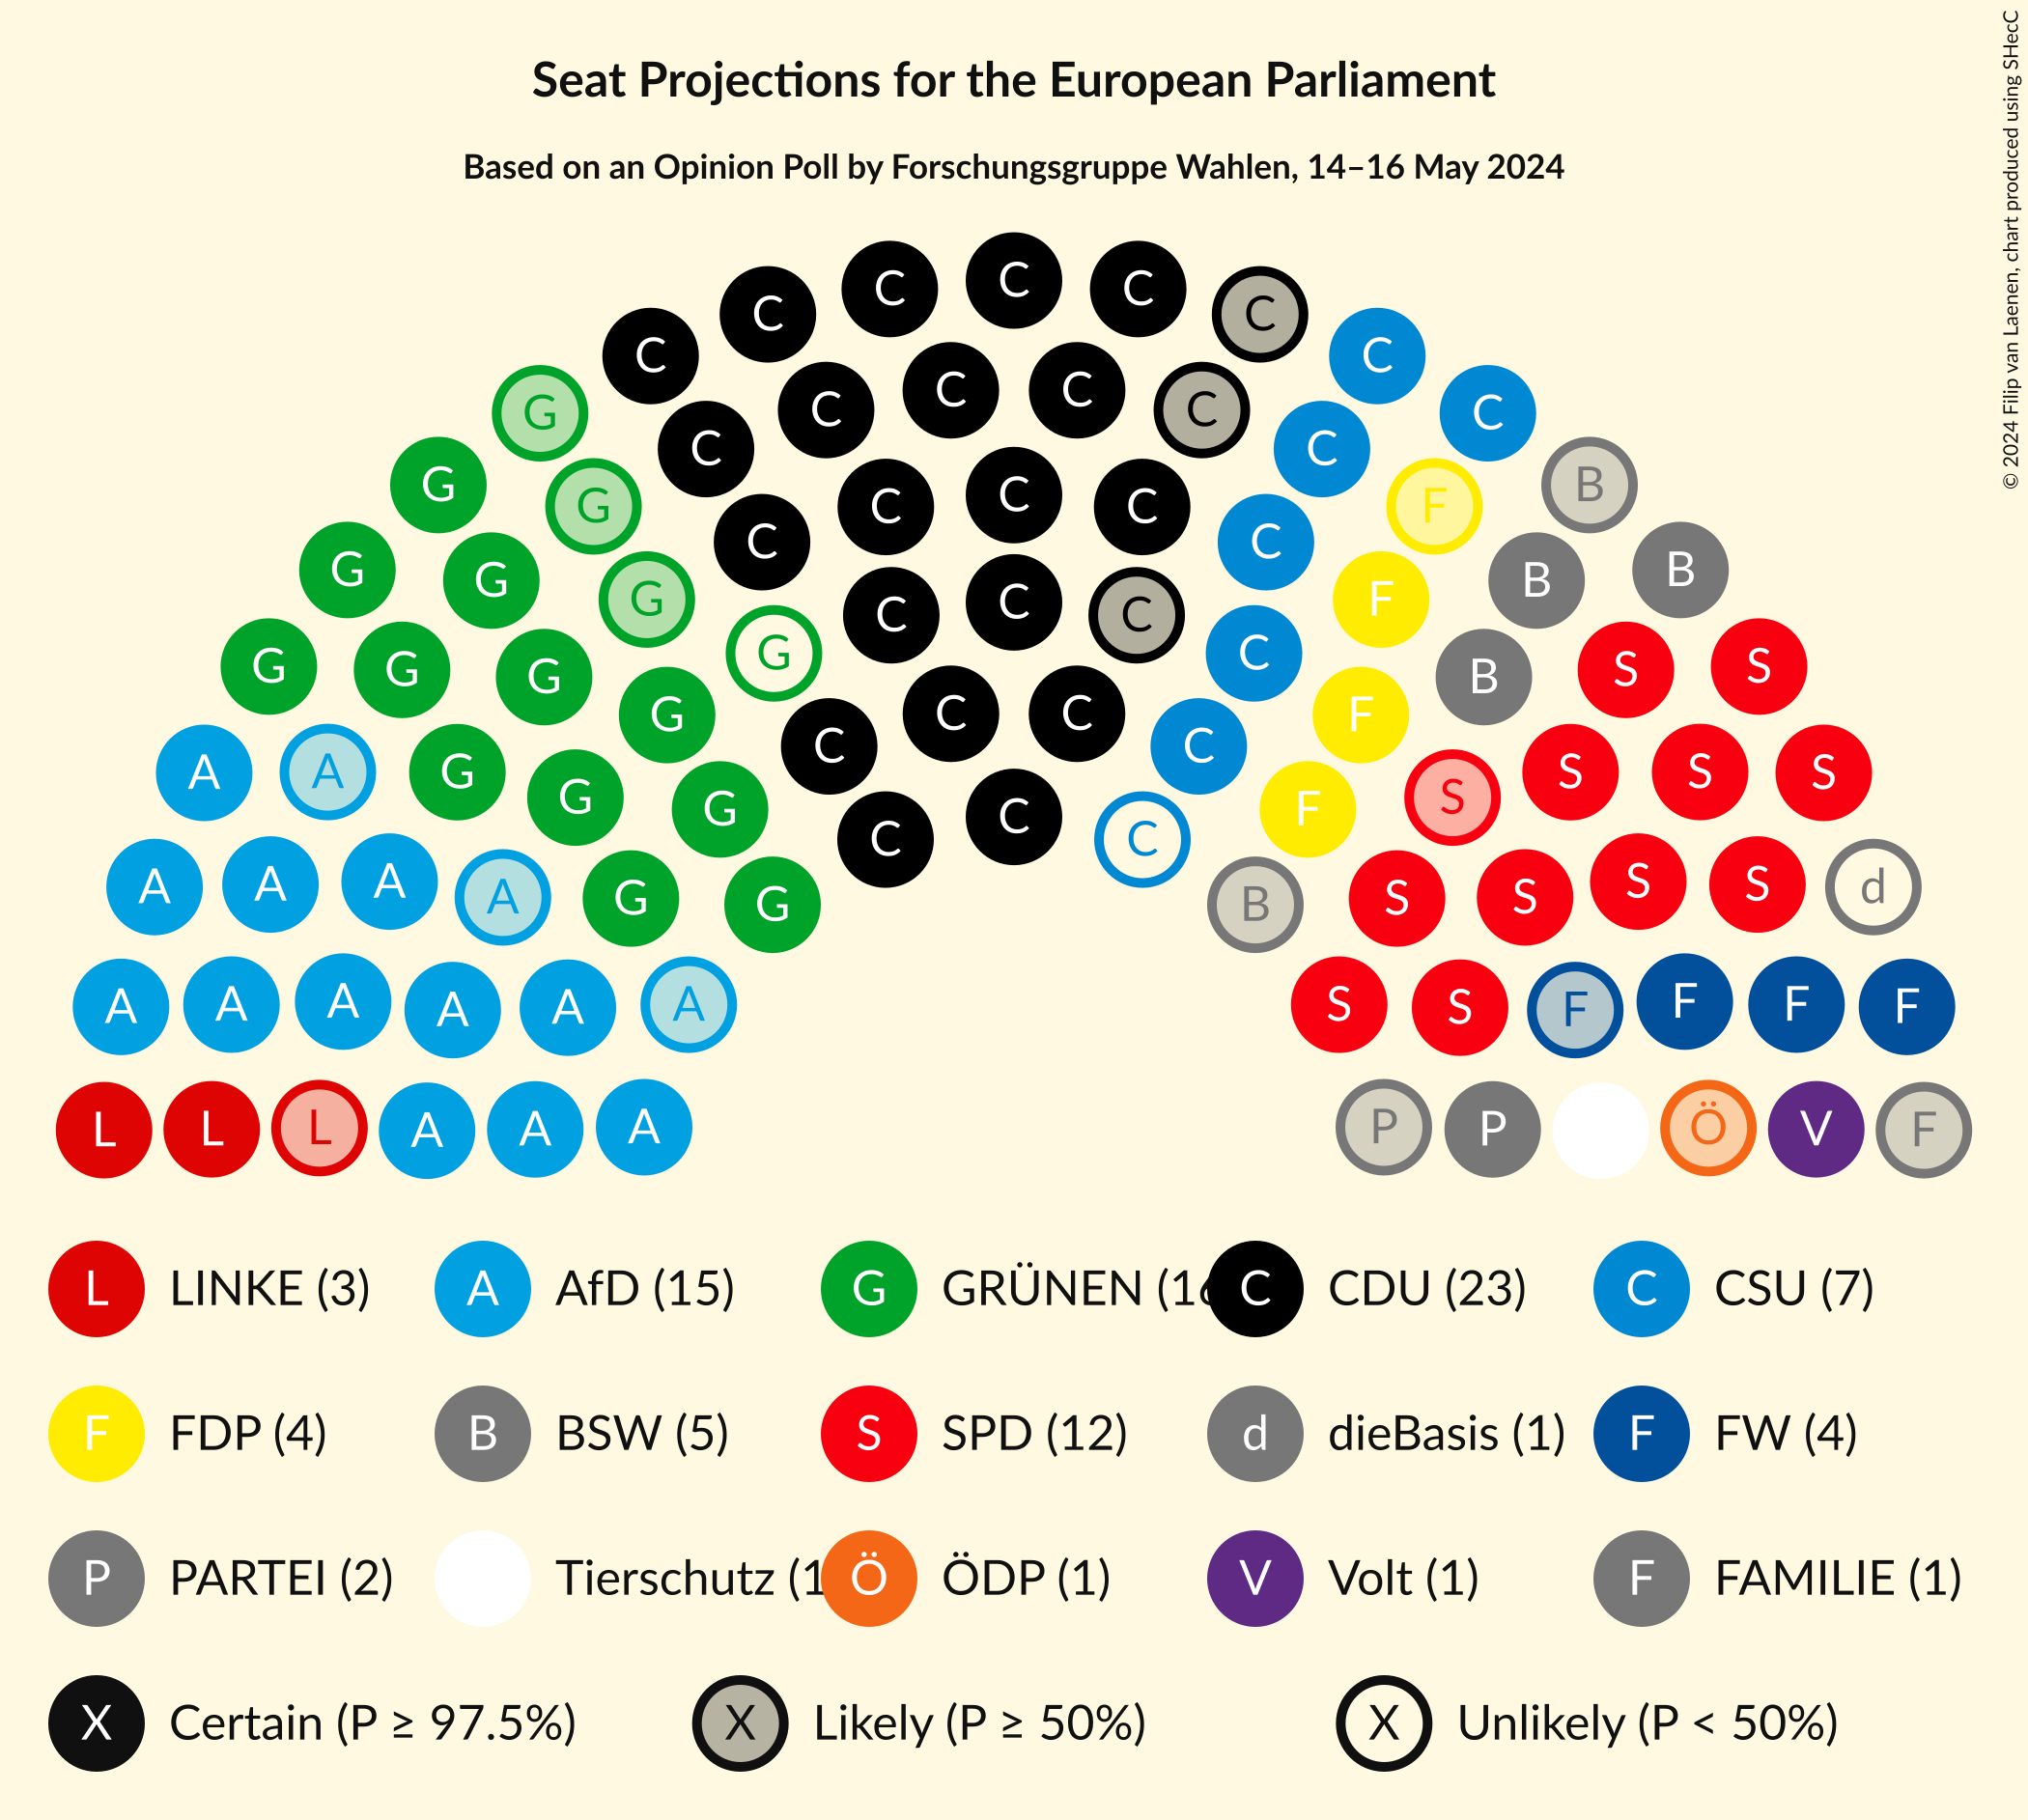 Seat Projections for the European Parliament
Based on an Opinion Poll by Forschungsgruppe Wahlen, 14–16 May 2024
© 2024 Filip van Laenen, chart produced using SHecC
C C C C C
C C
G C C C C C
C C
G G C C C F B
C C
G G G C C C F B B
G G G G C B S S
G C C C C F
A A G G G C F S S S S
C C
A A A A G G B S S S S d
A A A A A A S S F F F F
L L L A A A P P Ö V F
L LINKE (3) A AfD (15) G GRÜNEN (16 C CDU (23) C CSU (7)
F FDP (4) B BSW (5) S SPD (12) d dieBasis (1) F FW (4)
P PARTEI (2) Tierschutz (1 Ö ÖDP (1) V Volt (1) F FAMILIE (1)
X Certain (P ≥ 97.5%) X Likely (P ≥ 50%) X Unlikely (P < 50%)